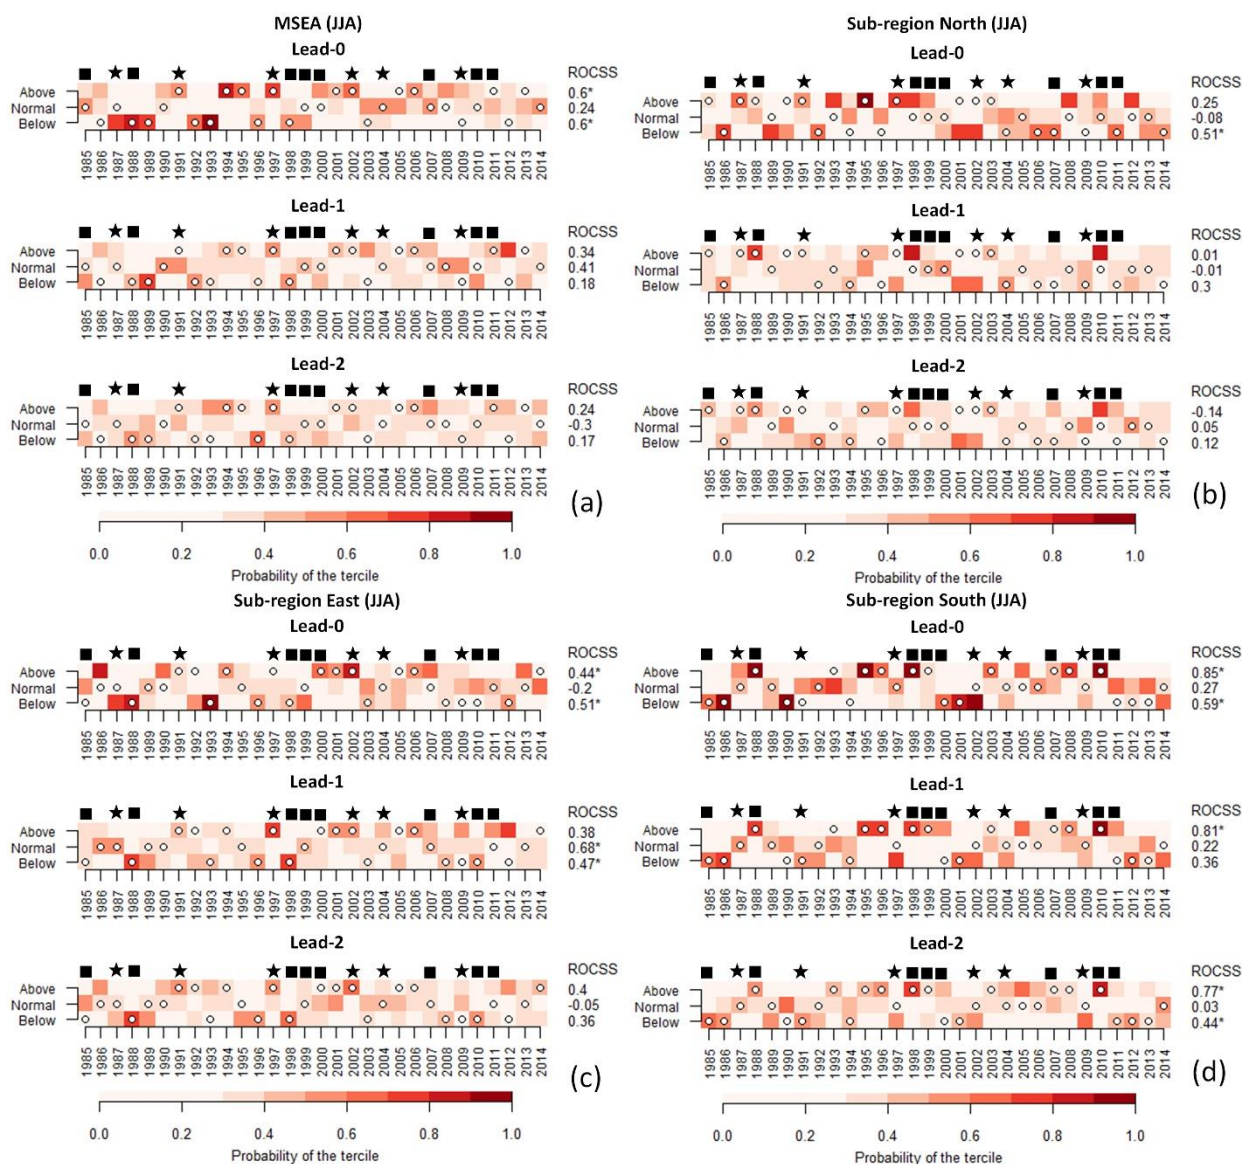 MSEA (JJA)
Lead-0
ROCSS
Above 0.6*
Normal 0.24
Below 0.6*
1985 1986 1987 1988 1989 1990 1991 1992 1993 1994 1995 1996 1997 1998 1999 2000 2001 2002 2003 2004 2005 2006 2007 2008 2009 2010 2011 2012 2013 2014
Lead-1
ROCSS
Above 0.34
Normal 0.41
Below 0.18
1985 1986 1987 1988 1989 1990 1991 1992 1993 1994 1995 1996 1997 1998 1999 2000 2001 2002 2003 2004 2005 2006 2007 2008 2009 2010 2011 2012 2013 2014
Lead-2
ROCSS
Above 0.24
Normal -0.3
Below 0.17
1985 1986 1987 1988 1989 1990 1991 1992 1993 1994 1995 1996 1997 1998 1999 2000 2001 2002 2003 2004 2005 2006 2007 2008 2009 2010 2011 2012 2013 2014
(a)
0.0 0.2 0.4 0.6 0.8 1.0
Probability of the tercile
Sub-region North (JJA)
Lead-0
ROCSS
Above 0.25
Normal -0.08
Below 0.51*
1985 1986 1987 1988 1989 1990 1991 1992 1993 1994 1995 1996 1997 1998 1999 2000 2001 2002 2003 2004 2005 2006 2007 2008 2009 2010 2011 2012 2013 2014
Lead-1
ROCSS
Above 0.01
Normal -0.01
Below 0.3
1985 1986 1987 1988 1989 1990 1991 1992 1993 1994 1995 1996 1997 1998 1999 2000 2001 2002 2003 2004 2005 2006 2007 2008 2009 2010 2011 2012 2013 2014
Lead-2
ROCSS
Above -0.14
Normal 0.05
Below 0.12
1985 1986 1987 1988 1989 1990 1991 1992 1993 1994 1995 1996 1997 1998 1999 2000 2001 2002 2003 2004 2005 2006 2007 2008 2009 2010 2011 2012 2013 2014
(b)
0.0 0.2 0.4 0.6 0.8 1.0
Probability of the tercile
Sub-region East (JJA)
Lead-0
ROCSS
Above 0.44*
Normal -0.2
Below 0.51*
1985 1986 1987 1988 1989 1990 1991 1992 1993 1994 1995 1996 1997 1998 1999 2000 2001 2002 2003 2004 2005 2006 2007 2008 2009 2010 2011 2012 2013 2014
Lead-1
ROCSS
Above 0.38
Normal 0.68*
Below 0.47*
1985 1986 1987 1988 1989 1990 1991 1992 1993 1994 1995 1996 1997 1998 1999 2000 2001 2002 2003 2004 2005 2006 2007 2008 2009 2010 2011 2012 2013 2014
Lead-2
ROCSS
Above 0.4
Normal -0.05
Below 0.36
1985 1986 1987 1988 1989 1990 1991 1992 1993 1994 1995 1996 1997 1998 1999 2000 2001 2002 2003 2004 2005 2006 2007 2008 2009 2010 2011 2012 2013 2014
(c)
0.0 0.2 0.4 0.6 0.8 1.0
Probability of the tercile
Sub-region South (JJA)
Lead-0
ROCSS
Above 0.85*
Normal 0.27
Below 0.59*
1985 1986 1987 1988 1989 1990 1991 1992 1993 1994 1995 1996 1997 1998 1999 2000 2001 2002 2003 2004 2005 2006 2007 2008 2009 2010 2011 2012 2013 2014
Lead-1
ROCSS
Above 0.81*
Normal 0.22
Below 0.36
1985 1986 1987 1988 1989 1990 1991 1992 1993 1994 1995 1996 1997 1998 1999 2000 2001 2002 2003 2004 2005 2006 2007 2008 2009 2010 2011 2012 2013 2014
Lead-2
ROCSS
Above 0.77*
Normal 0.03
Below 0.44*
1985 1986 1987 1988 1989 1990 1991 1992 1993 1994 1995 1996 1997 1998 1999 2000 2001 2002 2003 2004 2005 2006 2007 2008 2009 2010 2011 2012 2013 2014
(d)
0.0 0.2 0.4 0.6 0.8 1.0
Probability of the tercile